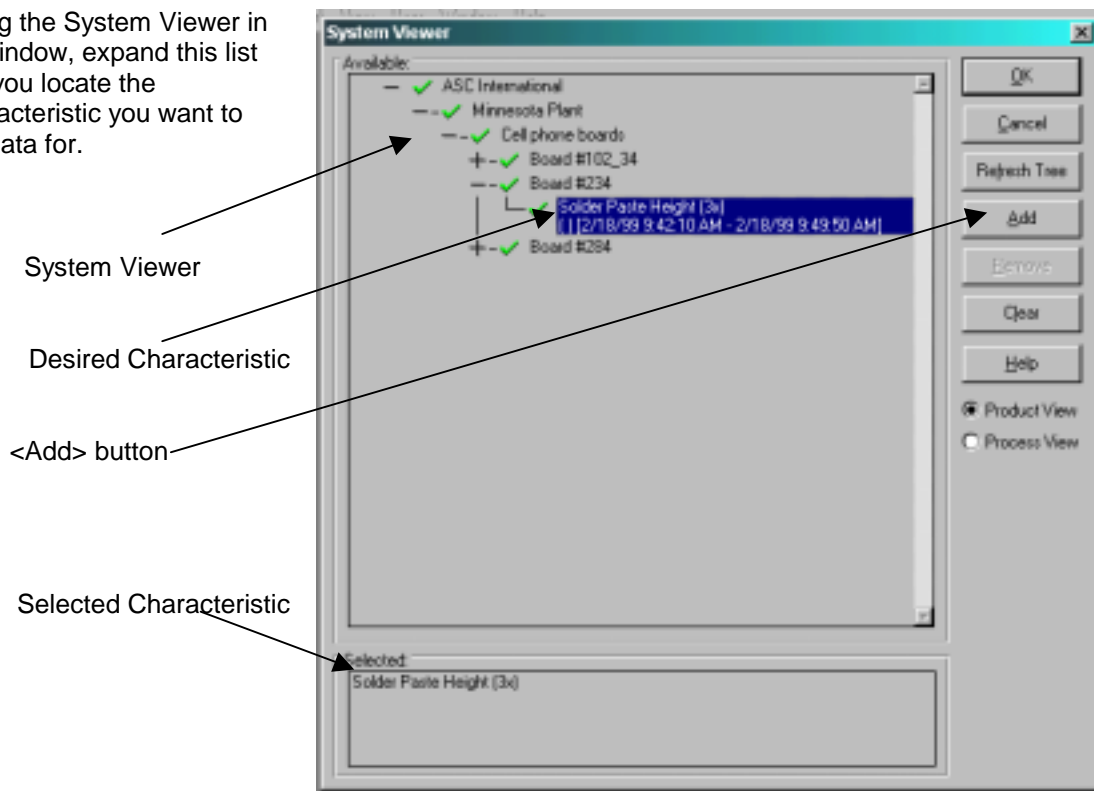 g the System Viewer in
indow, expand this list
you locate the
acteristic you want to
ata for.
System Viewer
Desired Characteristic
<Add> button
Selected Characteristic
View User Window Help
System Viewer
Available:
ASC International
Minnesota Plant
Cell phone boards
Board #102_34
Board #234
Solder Paste Height (3x)
[ ] [2/18/99 9:42:10 AM - 2/18/99 9:49:50 AM]
Board #284
OK
Cancel
Refresh Tree
Add
Remove
Clear
Help
Product View
Process View
Selected:
Solder Paste Height (3x)